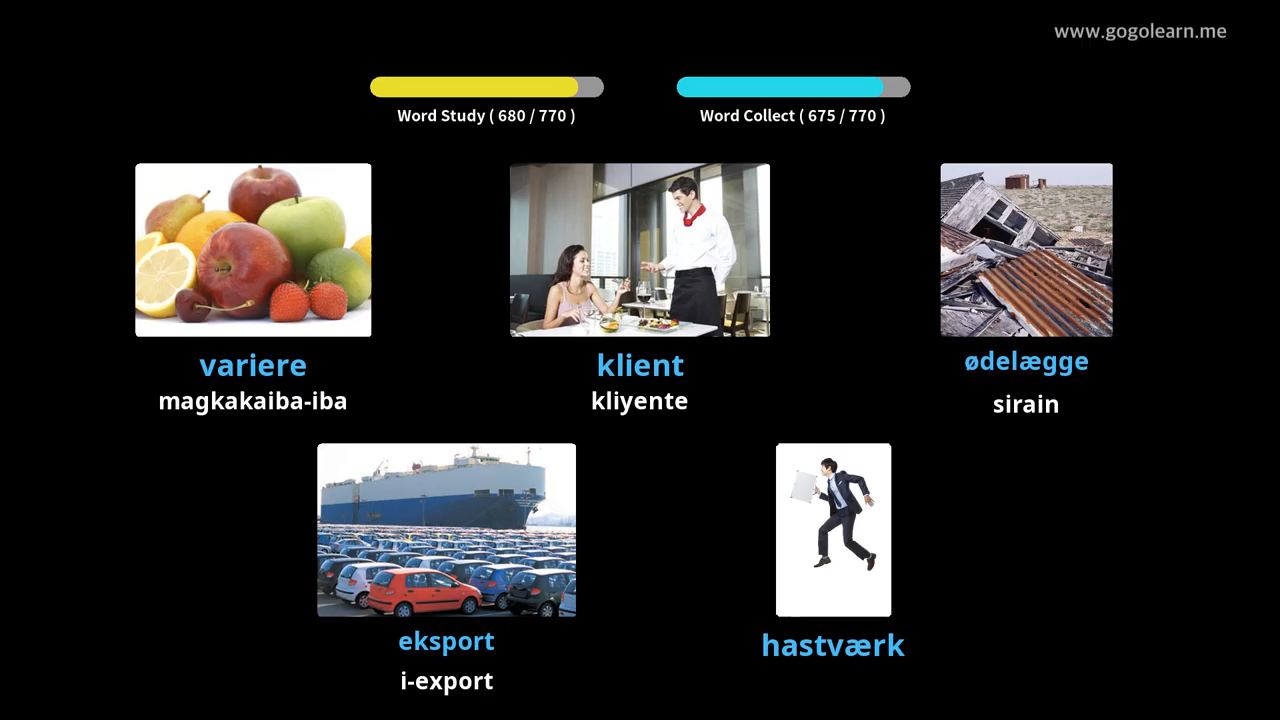 www.gogolearn.me
Word Study ( 680 / 770 )
Word Collect ( 675 / 770 )
variere
magkakaiba-iba
klient
kliyente
ødelægge
sirain
eksport
i-export
hastværk